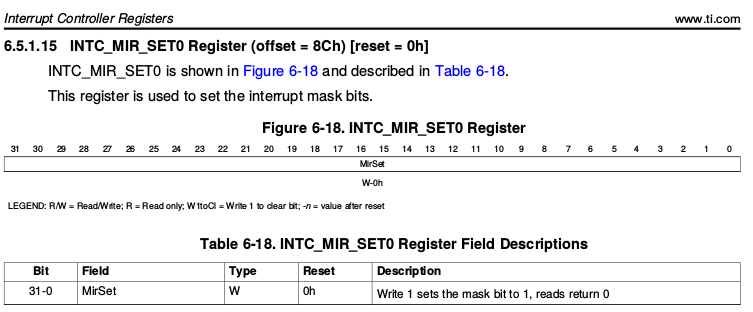 Interrupt Controller Registers www.ti.com
6.5.1.15 INTC_MIR_SET0 Register (offset = 8Ch) [reset = 0h]
INTC_MIR_SET0 is shown in Figure 6-18 and described in Table 6-18.
This register is used to set the interrupt mask bits.
Figure 6-18. INTC_MIR_SET0 Register
31 30 29 28 27 26 25 24 23 22 21 20 19 18 17 16 15 14 13 12 11 10 9 8 7 6 5 4 3 2 1 0
MirSet
W-0h
LEGEND: R/W = Read/Write; R = Read only; W1toCl = Write 1 to clear bit; -n = value after reset
Table 6-18. INTC_MIR_SET0 Register Field Descriptions
Bit Field Type Reset Description
31-0 MirSet W 0h Write 1 sets the mask bit to 1, reads return 0